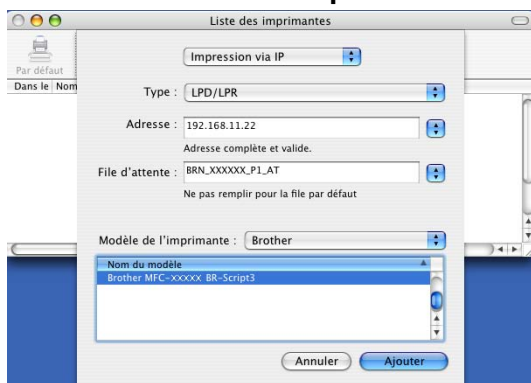 Liste des imprimantes
Par défaut
Dans le Nom
Impression via IP
Type : LPD/LPR
Adresse : 192.168.11.22
Adresse complète et valide.
File d'attente : BRN_XXXXXX_P1_AT
Ne pas remplir pour la file par défaut
Modèle de l'imprimante : Brother
Nom du modèle
Brother MFC-XXXXX BR-Script3
Annuler Ajouter